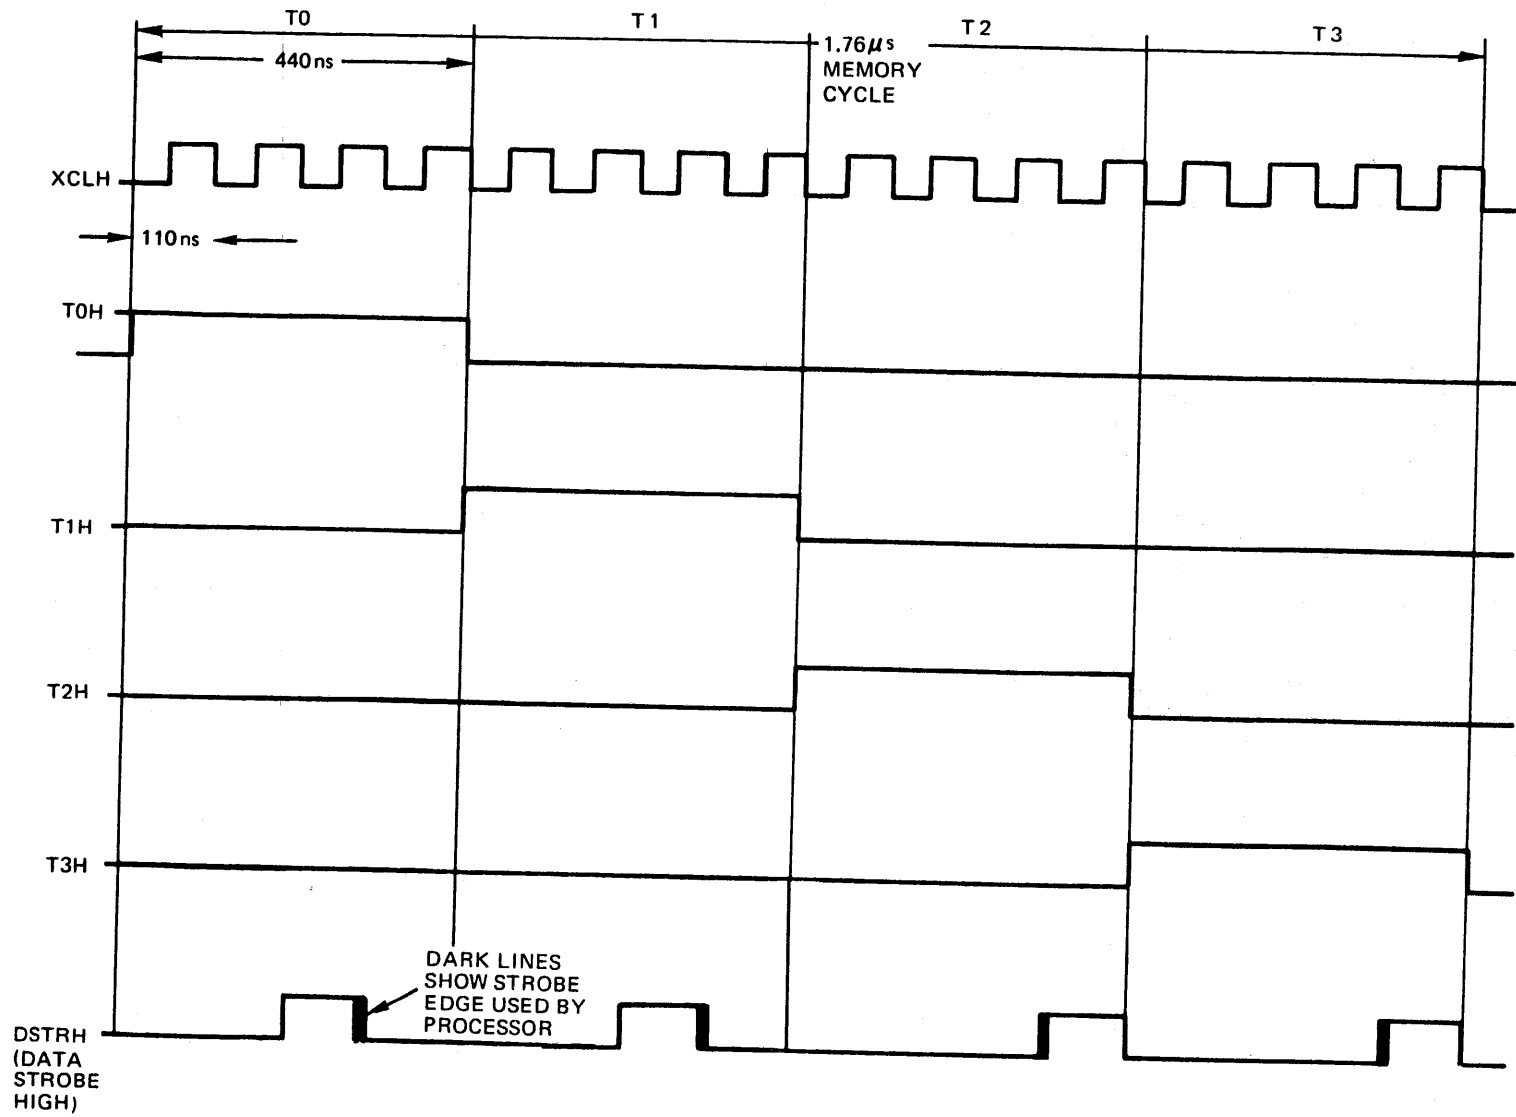 T0
T1
T2
T3
440ns
1.76μs
MEMORY
CYCLE
XCLH
110ns
T0H
T1H
T2H
T3H
DARK LINES
SHOW STROBE
EDGE USED BY
PROCESSOR
DSTRH
(DATA
STROBE
HIGH)